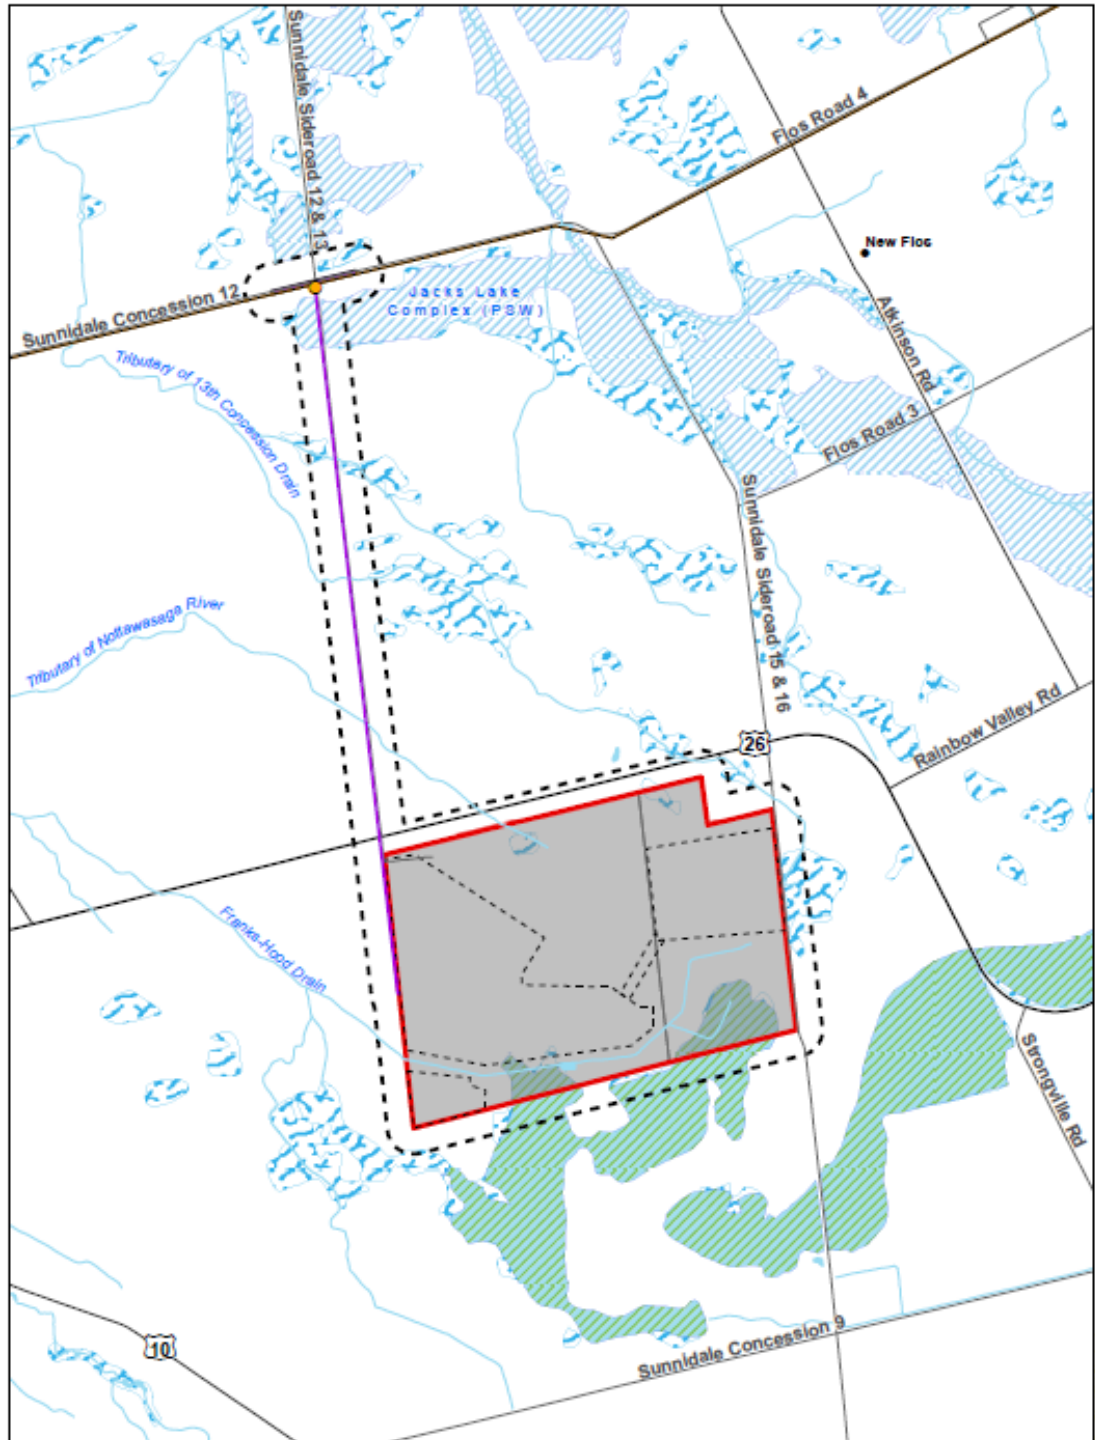 Sunnidale Sideroad 12 & 13
Flos Road 4
New Flos
Jacks Lake
Complex (PSW)
Sunnidale Concession 12
Atkinson Rd
Tributary of 13th Concession Drain
Flos Road 3
Sunnidale Sideroad 15 & 16
Tributary of Nottawasaga River
Rainbow Valley Rd
26
Franks-Hood Drain
Strongville Rd
Sunnidale Concession 9
10